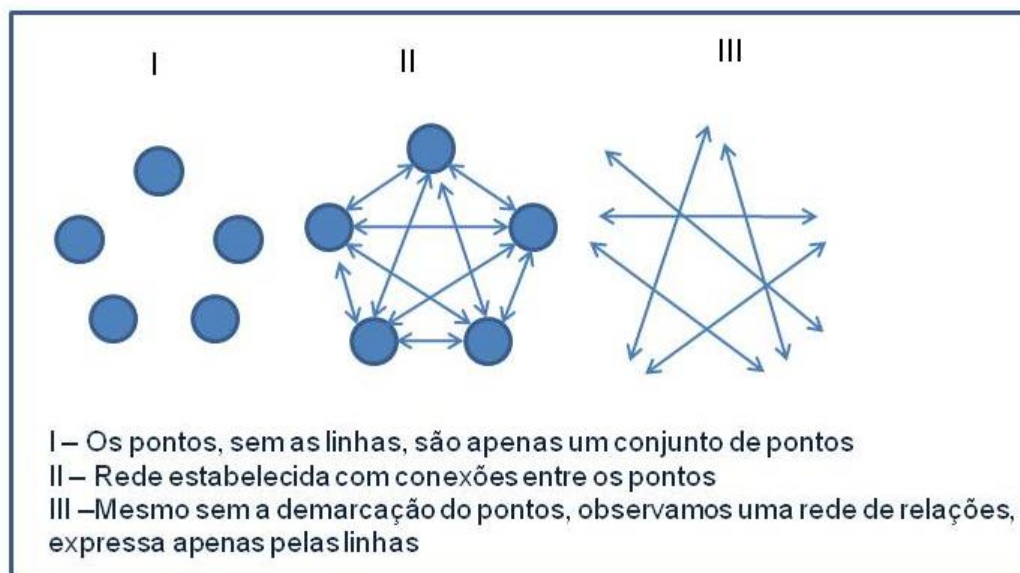 I II III
I – Os pontos, sem as linhas, são apenas um conjunto de pontos
II – Rede estabelecida com conexões entre os pontos
III –Mesmo sem a demarcação do pontos, observamos uma rede de relações,
expressa apenas pelas linhas